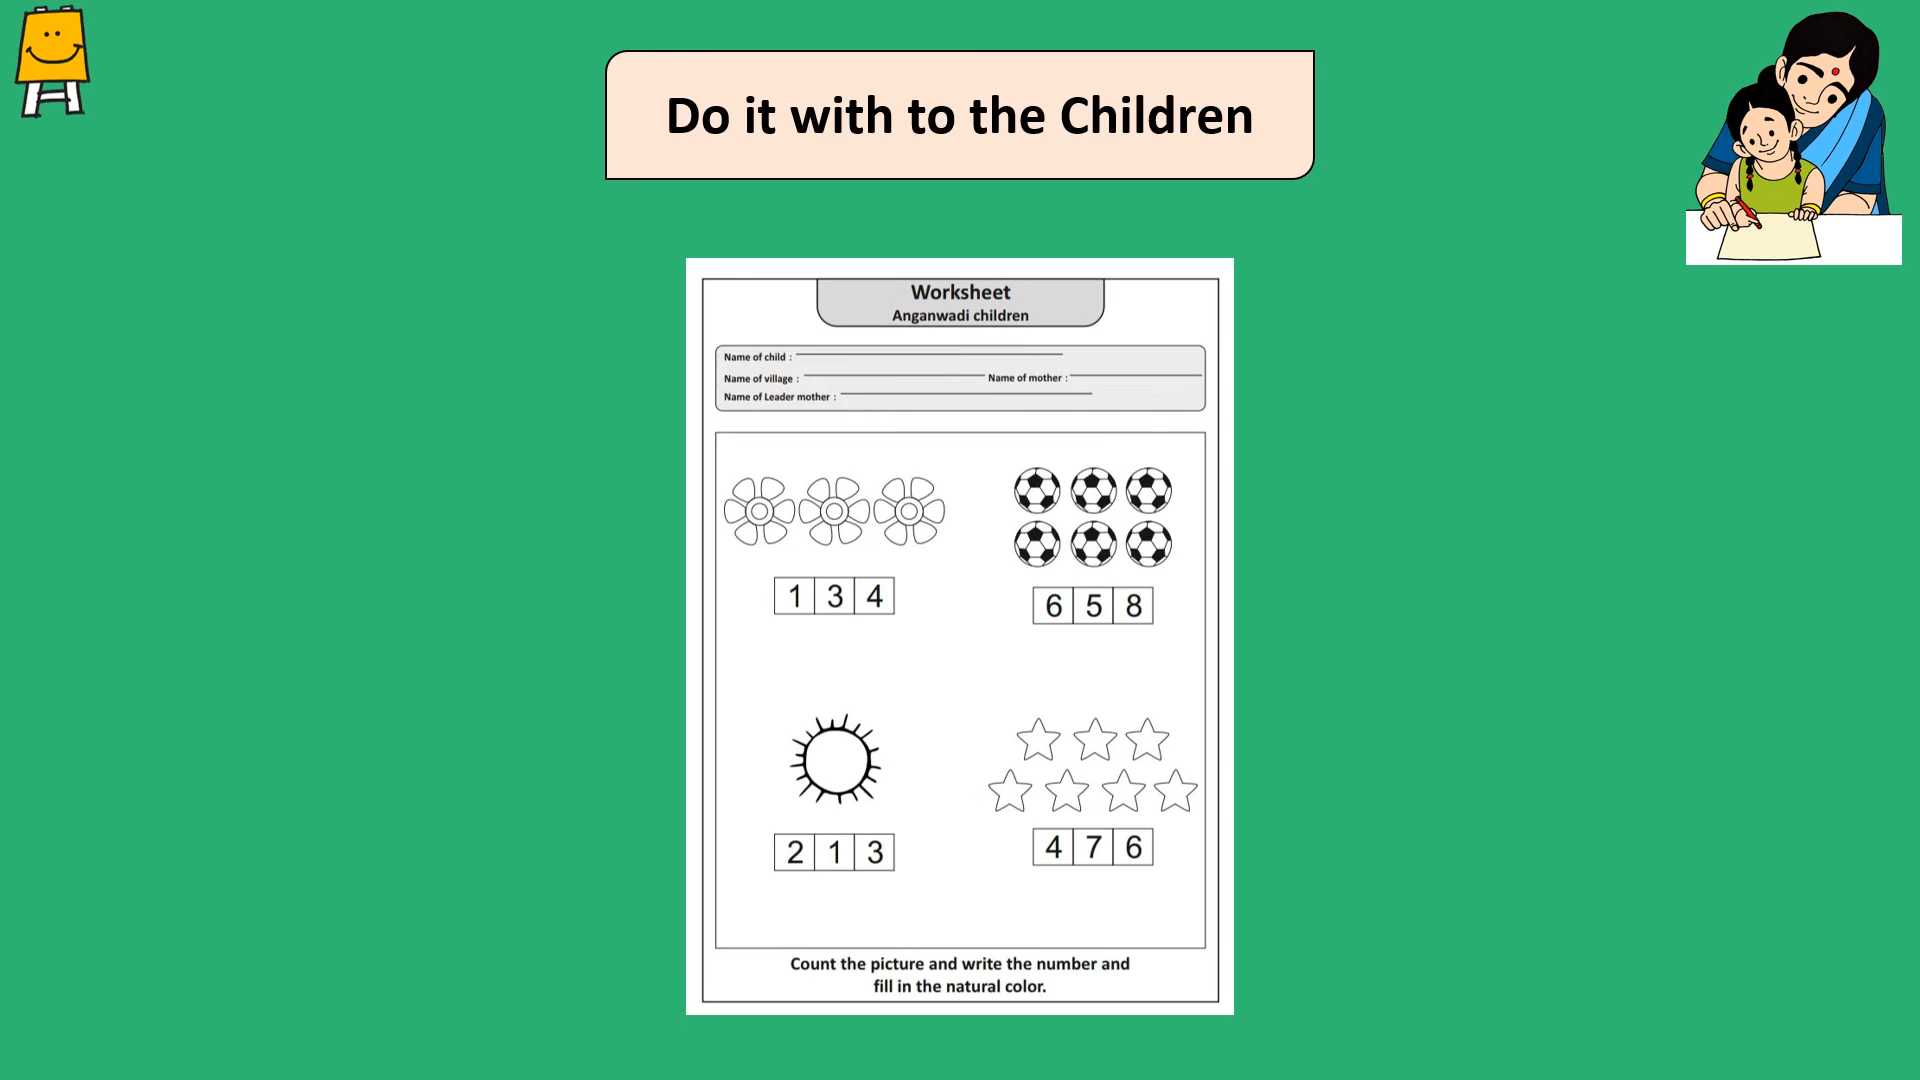 Do it with to the Children
Worksheet
Anganwadi children
Name of child :
Name of village : Name of mother :
Name of Leader mother :
1 3 4
6 5 8
2 1 3
4 7 6
Count the picture and write the number and
fill in the natural color.